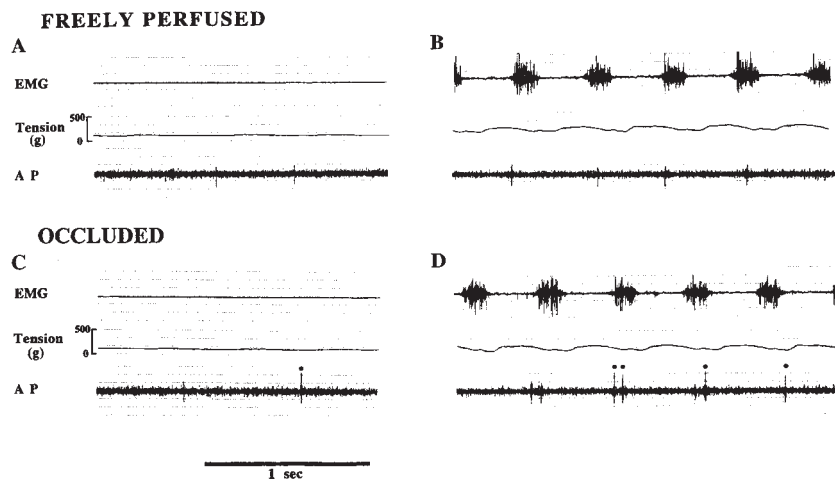 FREELY PERFUSED
A
B
EMG
500
Tension
(g)
0
A P
OCCLUDED
C
D
EMG
500
Tension
(g)
0
A P
1 sec